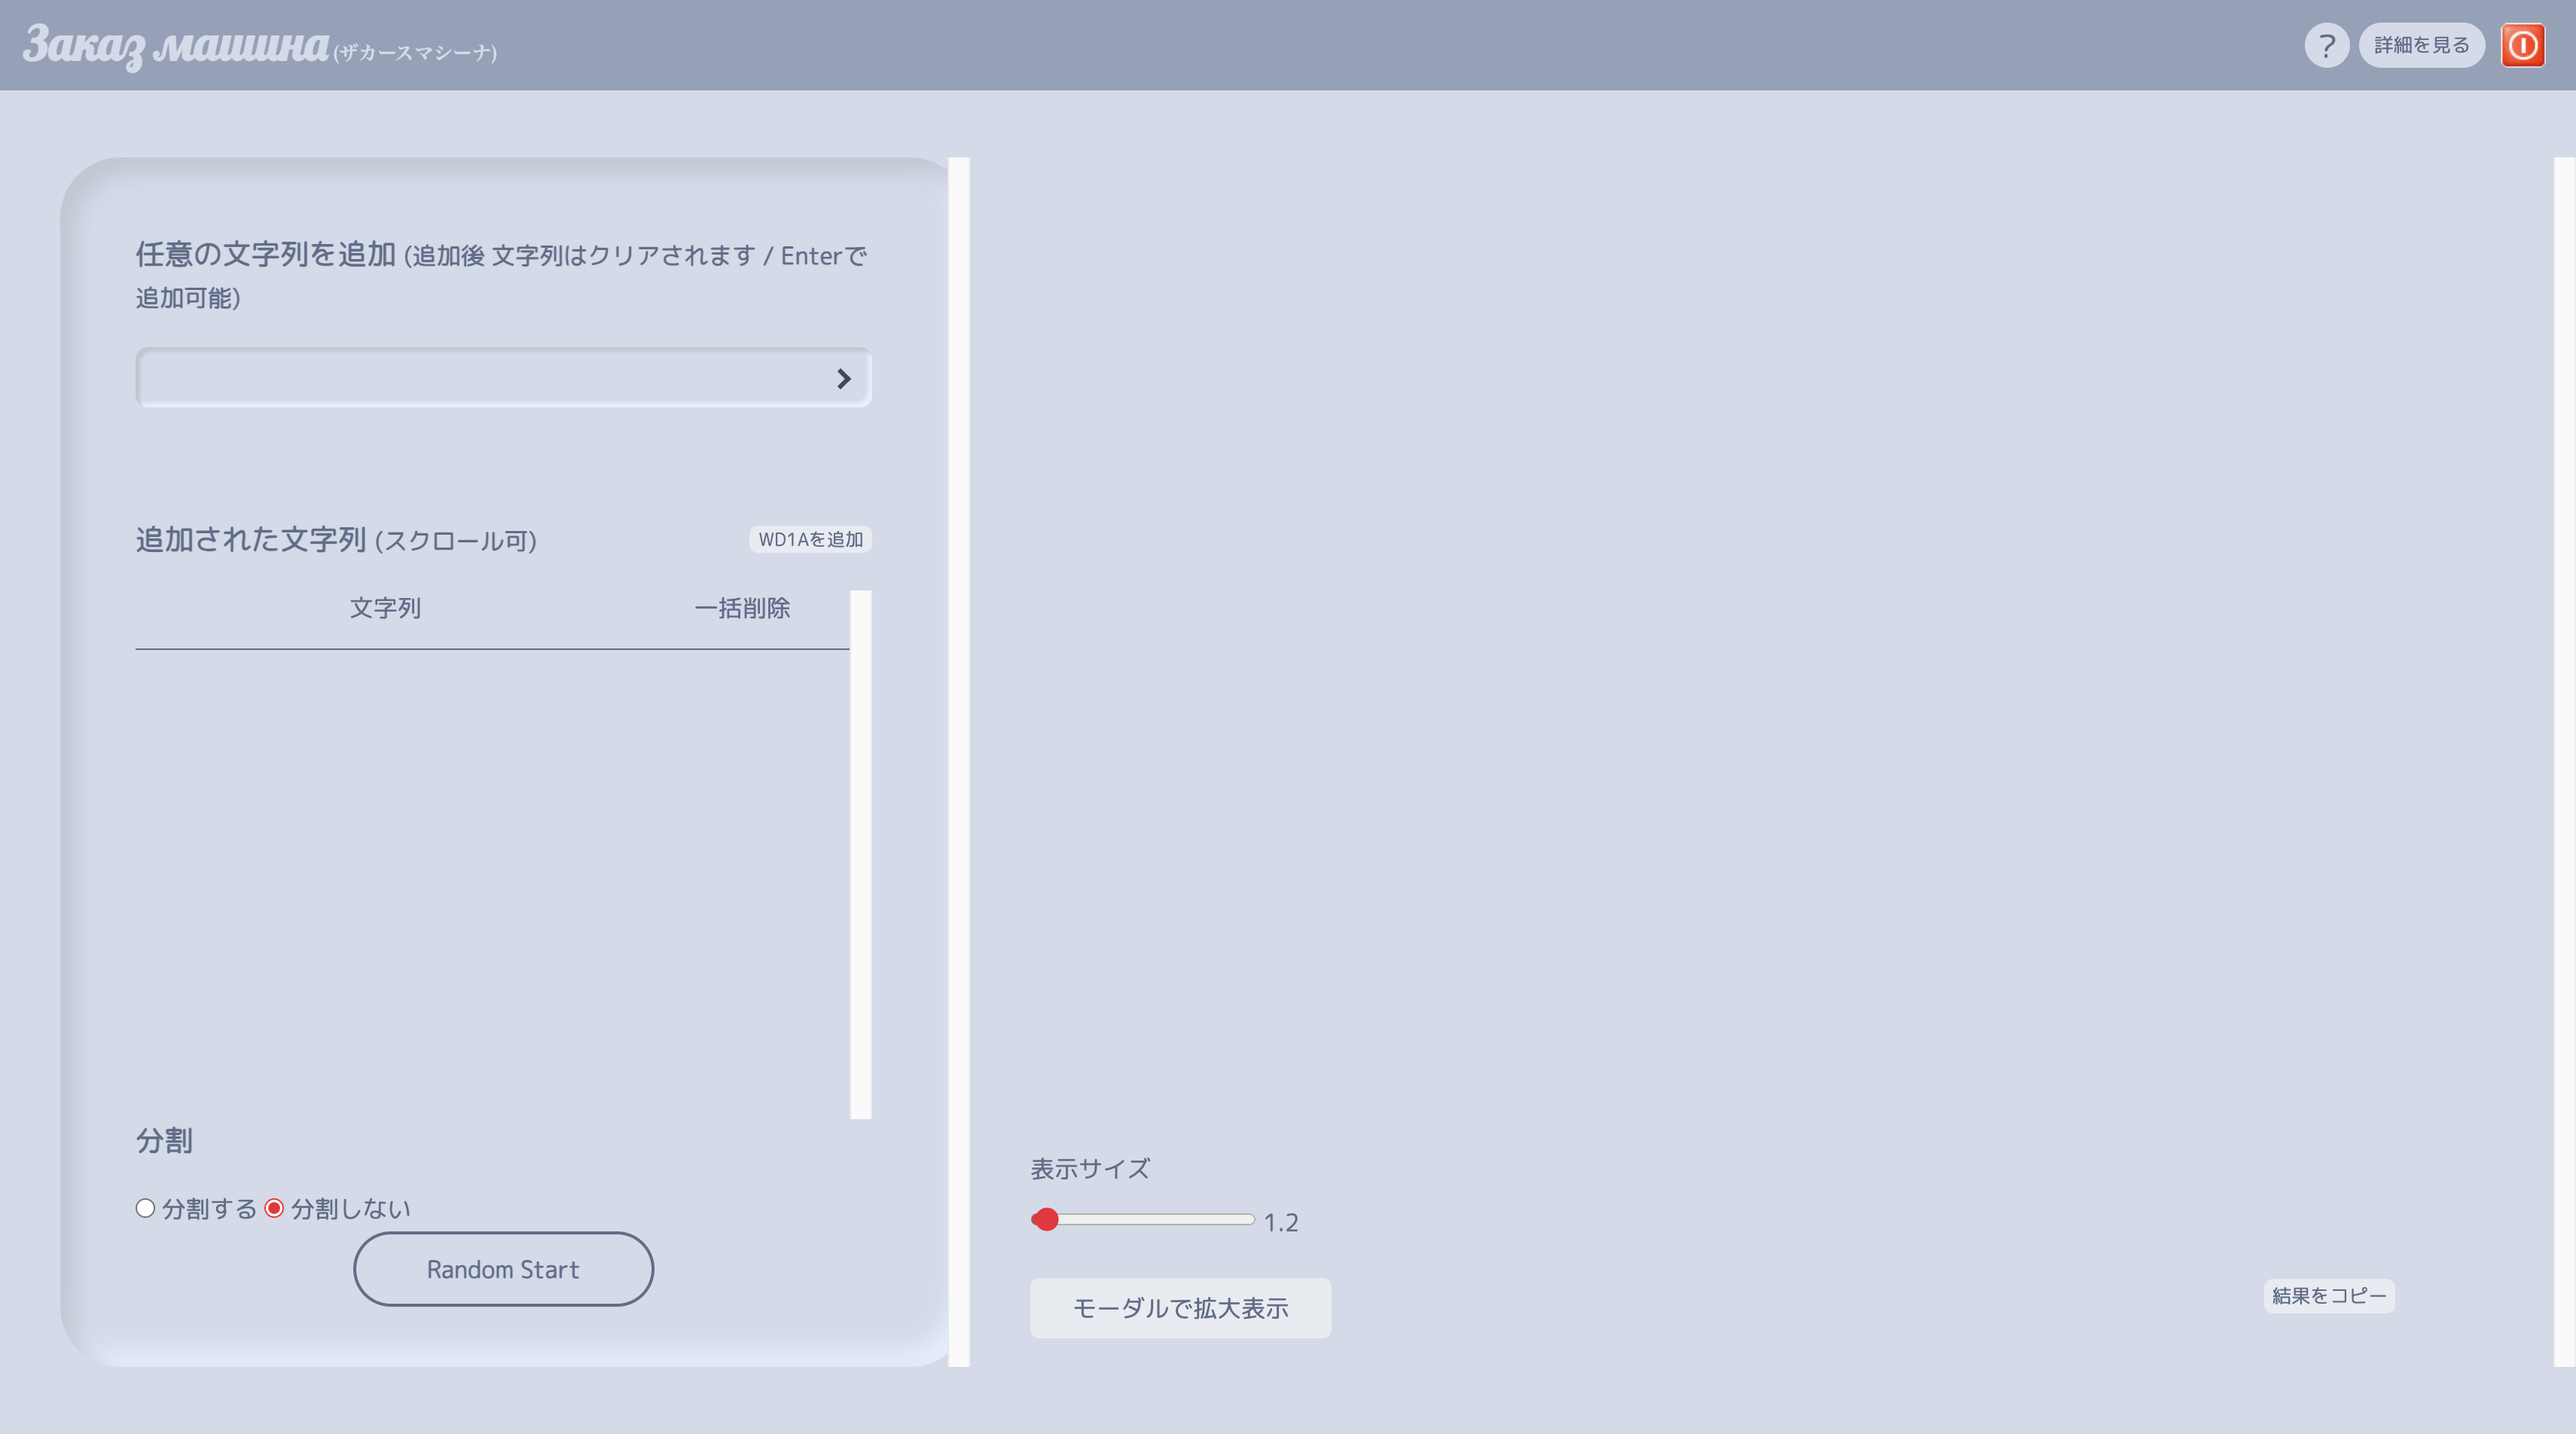 Заказ машина (ザカースマシーナ)
?
詳細を見る
任意の文字列を追加 (追加後 文字列はクリアされます / Enterで
追加可能)
追加された文字列 (スクロール可)
WD1Aを追加
文字列 一括削除
分割
分割する 分割しない
Random Start
表示サイズ
1.2
モーダルで拡大表示
結果をコピー